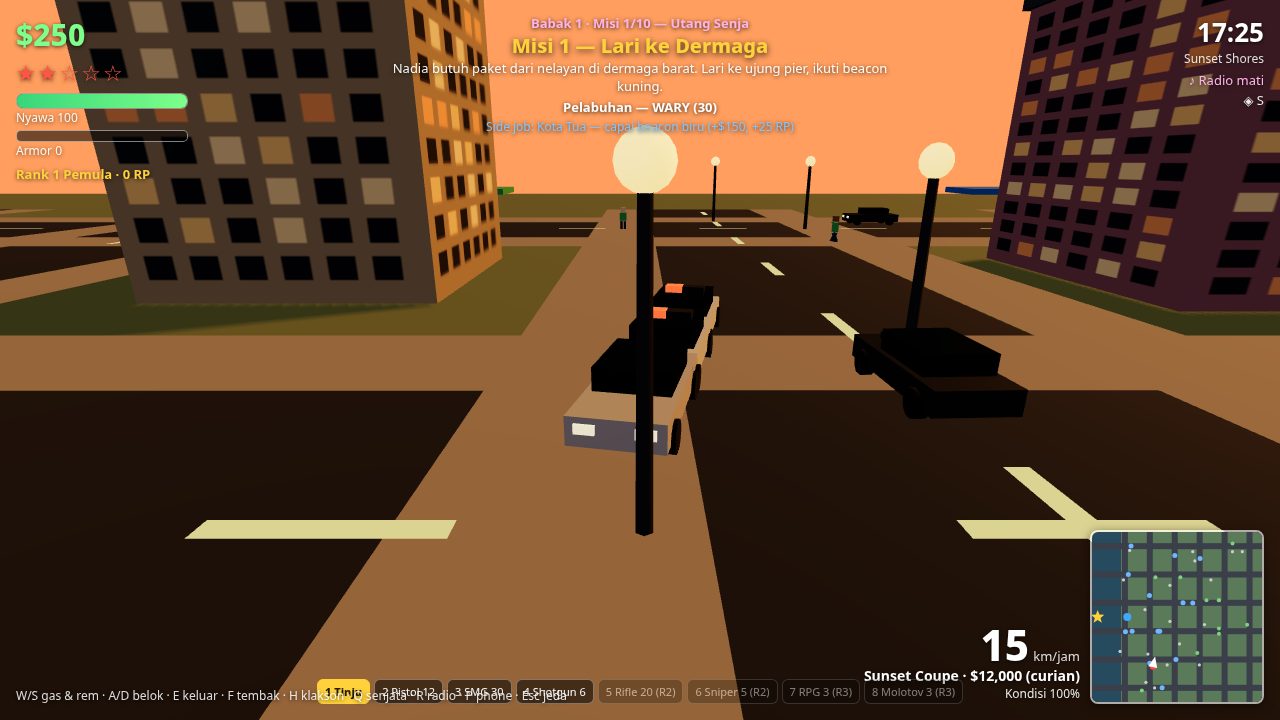 $250
★★☆☆☆
Nyawa 100
Armor 0
Rank 1 Pemula · 0 RP
Babak 1 · Misi 1/10 — Utang Senja
Misi 1 — Lari ke Dermaga
Nadia butuh paket dari nelayan di dermaga barat. Lari ke ujung pier, ikuti beacon
kuning.
Pelabuhan — WARY (30)
Side job: Kota Tua — capai beacon biru (+$150, +25 RP)
17:25
Sunset Shores
♪ Radio mati
◈ S
15 km/jam
Sunset Coupe · $12,000 (curian)
Kondisi 100%
W/S gas & rem · A/D belok · E keluar · F tembak · H klakson · Q senjata · R radio · P phone · Esc jeda
1 Tinju 2 Pistol 12 3 SMG 30 4 Shotgun 6 5 Rifle 20 (R2) 6 Sniper 5 (R2) 7 RPG 3 (R3) 8 Molotov 3 (R3)